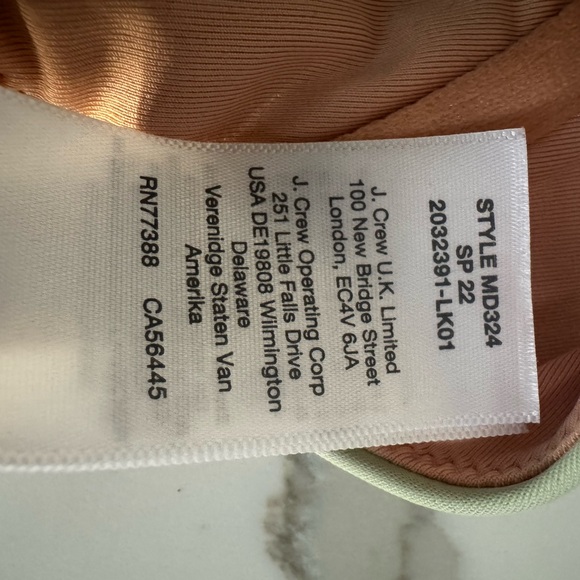 STYLE MD324
SP 22
2032391-LK01
J. Crew U.K. Limited
100 New Bridge Street
London, EC4V 6JA
J. Crew Operating Corp
251 Little Falls Drive
USA DE19808 Wilmington
Delaware
Verenidge Staten Van
Amerika
RN77388 CA56445